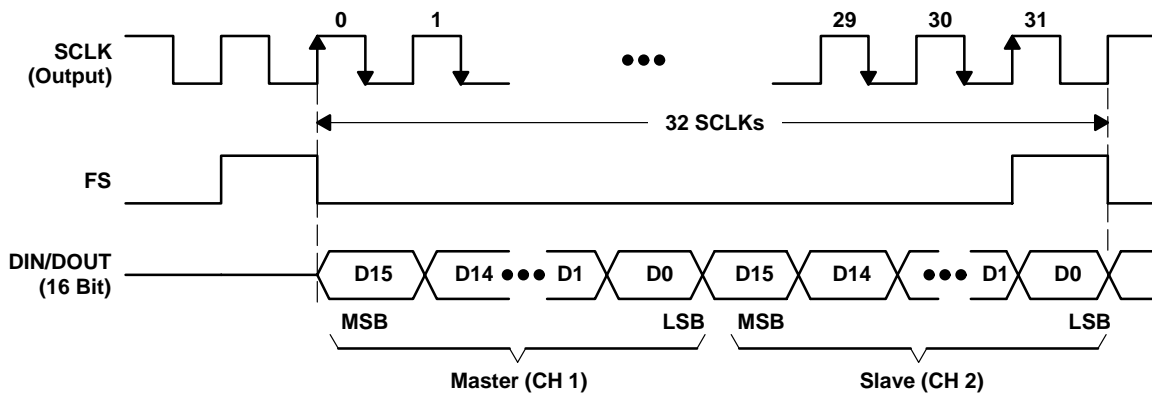 0 1 29 30 31
SCLK
(Output)
32 SCLKs
FS
DIN/DOUT
(16 Bit)
D15 D14 D1 D0 D15 D14 D1 D0
MSB LSB MSB LSB
Master (CH 1) Slave (CH 2)